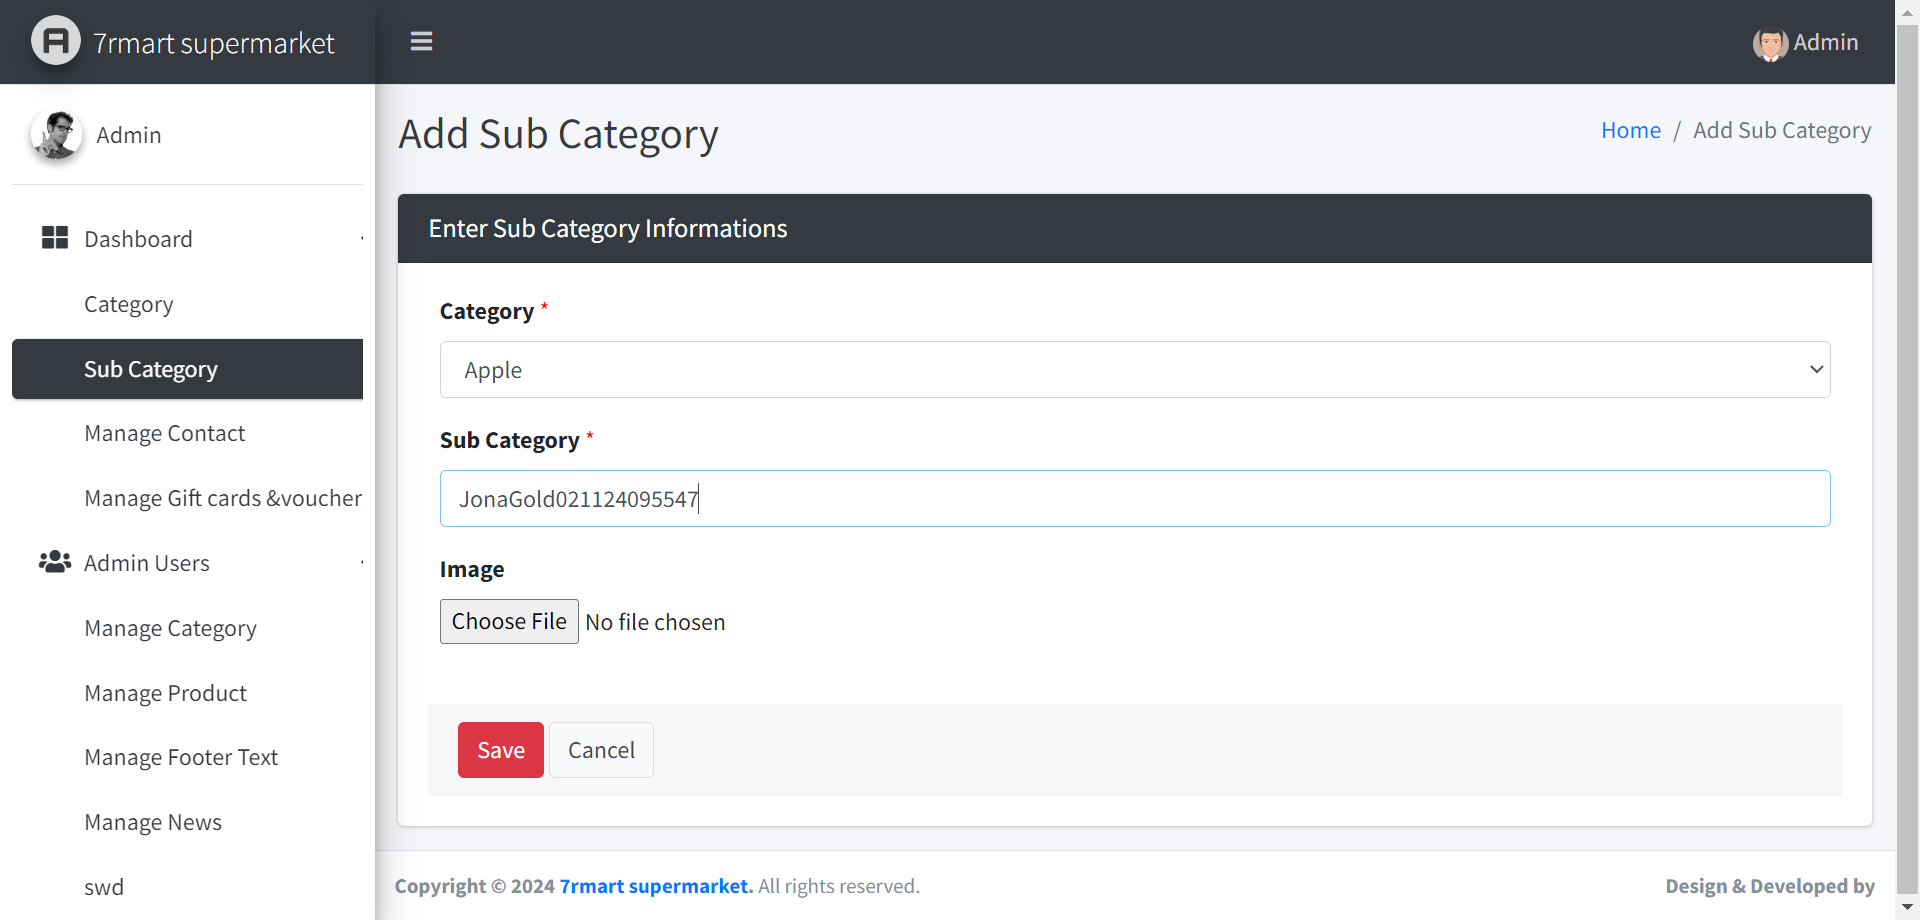 7rmart supermarket
Admin
Admin
Dashboard
Category
Sub Category
Manage Contact
Manage Gift cards &voucher
Admin Users
Manage Category
Manage Product
Manage Footer Text
Manage News
swd
Add Sub Category
Home / Add Sub Category
Enter Sub Category Informations
Category *
Apple
Sub Category *
JonaGold021124095547
Image
Choose File No file chosen
Save Cancel
Copyright © 2024 7rmart supermarket. All rights reserved.
Design & Developed by